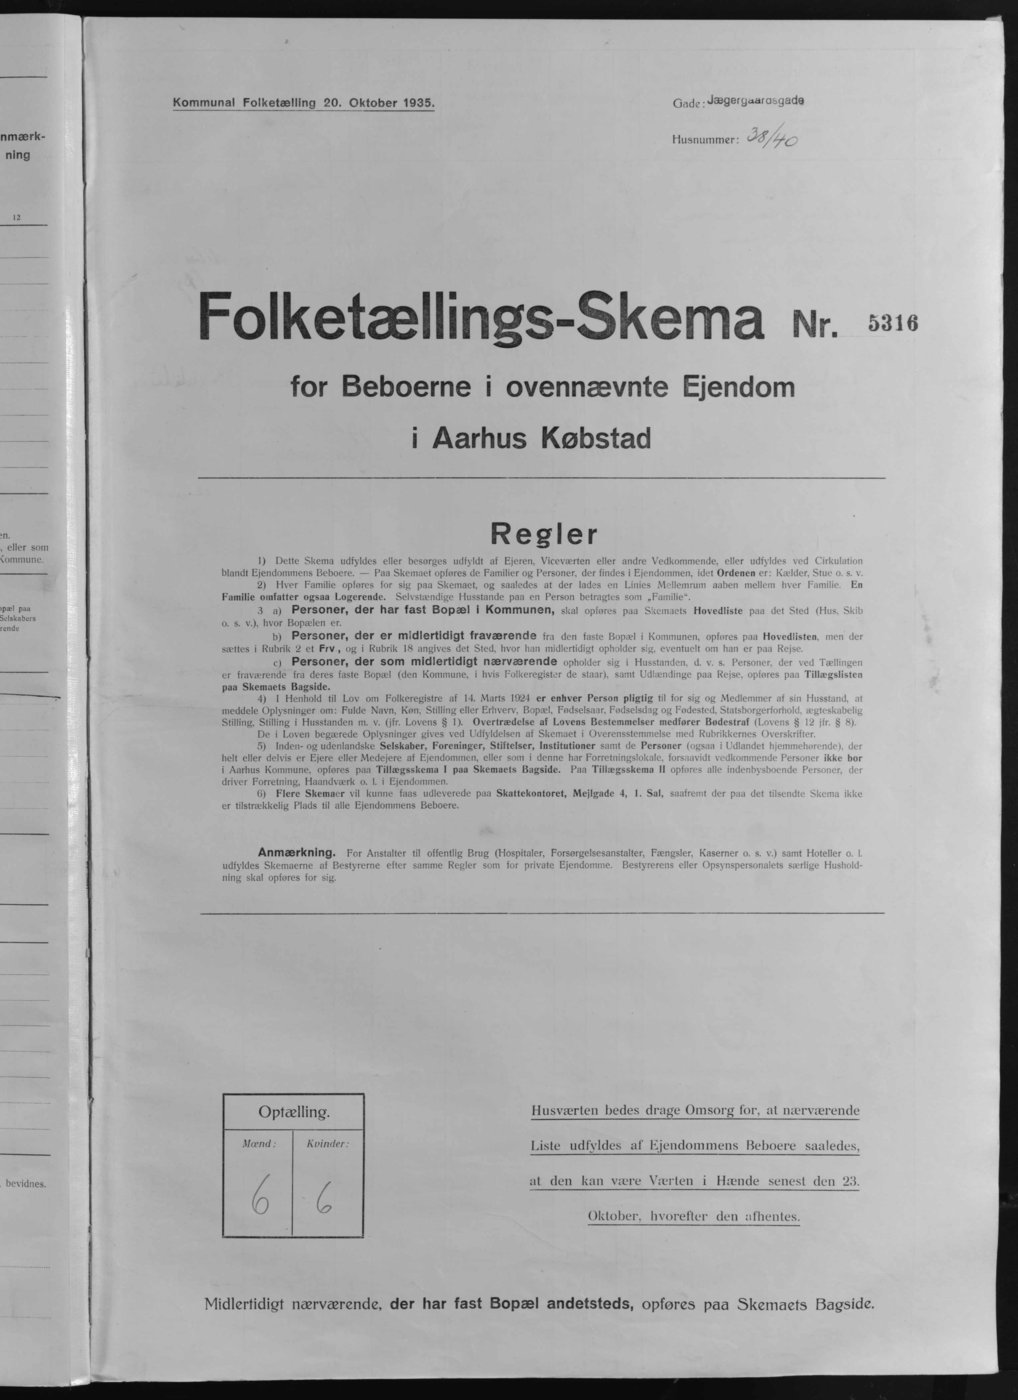 nmærk-
ning
12
en.
, eller som
Kommune.
opæl paa
Selskabers
rende
, bevidnes.
Kommunal Folketælling 20. Oktober 1935.
Gade: Jægergaardsgade
Husnummer: 38/40
Folketællings-Skema Nr. 5316
for Beboerne i ovennævnte Ejendom
i Aarhus Købstad
Regler
1) Dette Skema udfyldes eller besørges udfyldt af Ejeren, Viceværten eller andre Vedkommende, eller udfyldes ved Cirkulation
blandt Ejendommens Beboere. — Paa Skemaet opføres de Familier og Personer, der findes i Ejendommen, idet Ordenen er: Kælder, Stue o. s. v.
2) Hver Familie opføres for sig paa Skemaet, og saaledes at der lades en Linies Mellemrum aaben mellem hver Familie. En
Familie omfatter ogsaa Logerende. Selvstændige Husstande paa en Person betragtes som „Familie“.
3 a) Personer, der har fast Bopæl i Kommunen, skal opføres paa Skemaets Hovedliste paa det Sted (Hus, Skib
o. s. v.), hvor Bopælen er.
b) Personer, der er midlertidigt fraværende fra den faste Bopæl i Kommunen, opføres paa Hovedlisten, men der
sættes i Rubrik 2 et Frv., og i Rubrik 18 angives det Sted, hvor han midlertidigt opholder sig, eventuelt om han er paa Rejse.
c) Personer, der som midlertidigt nærværende opholder sig i Husstanden, d. v. s. Personer, der ved Tællingen
er fraværende fra deres faste Bopæl (den Kommune, i hvis Folkeregister de staar), samt Udlændinge paa Rejse, opføres paa Tillægslisten
paa Skemaets Bagside.
4) I Henhold til Lov om Folkeregistre af 14. Marts 1924 er enhver Person pligtig til for sig og Medlemmer af sin Husstand, at
meddele Oplysninger om: Fulde Navn, Køn, Stilling eller Erhverv, Bopæl, Fødselsaar, Fødselsdag og Fødested, Statsborgerforhold, ægteskabelig
Stilling, Stilling i Husstanden m. v. (jfr. Lovens § 1). Overtrædelse af Lovens Bestemmelser medfører Bødestraf (Lovens § 12 jfr. § 8).
De i Loven begærede Oplysninger gives ved Udfyldelsen af Skemaet i Overensstemmelse med Rubrikkernes Overskrifter.
5) Inden- og udenlandske Selskaber, Foreninger, Stiftelser, Institutioner samt de Personer (ogsaa i Udlandet hjemmehørende), der
helt eller delvis er Ejere eller Medejere af Ejendommen, eller som i denne har Forretningslokale, forsaavidt vedkommende Personer ikke bor
i Aarhus Kommune, opføres paa Tillægsskema I paa Skemaets Bagside. Paa Tillægsskema II opføres alle indenbysboende Personer, der
driver Forretning, Haandværk o. l. i Ejendommen.
6) Flere Skemaer vil kunne faas udleverede paa Skattekontoret, Mejlgade 4, 1. Sal, saafremt der paa det tilsendte Skema ikke
er tilstrækkelig Plads til alle Ejendommens Beboere.
Anmærkning. For Anstalter til offentlig Brug (Hospitaler, Forsørgelsesanstalter, Fængsler, Kaserner o. s. v.) samt Hoteller o. l.
udfyldes Skemaerne af Bestyrerne efter samme Regler som for private Ejendomme. Bestyrerens eller Opsynspersonalets særlige Hushold-
ning skal opføres for sig.
Optælling.
Mænd: Kvinder:
6 6
Husværten bedes drage Omsorg for, at nærværende
Liste udfyldes af Ejendommens Beboere saaledes,
at den kan være Værten i Hænde senest den 23.
Oktober, hvorefter den afhentes.
Midlertidigt nærværende, der har fast Bopæl andetsteds, opføres paa Skemaets Bagside.